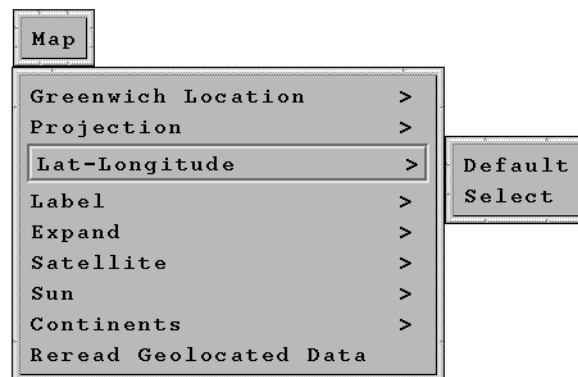 Map
Greenwich Location >
Projection >
Lat-Longitude >
Default
Select
Label >
Expand >
Satellite >
Sun >
Continents >
Reread Geolocated Data